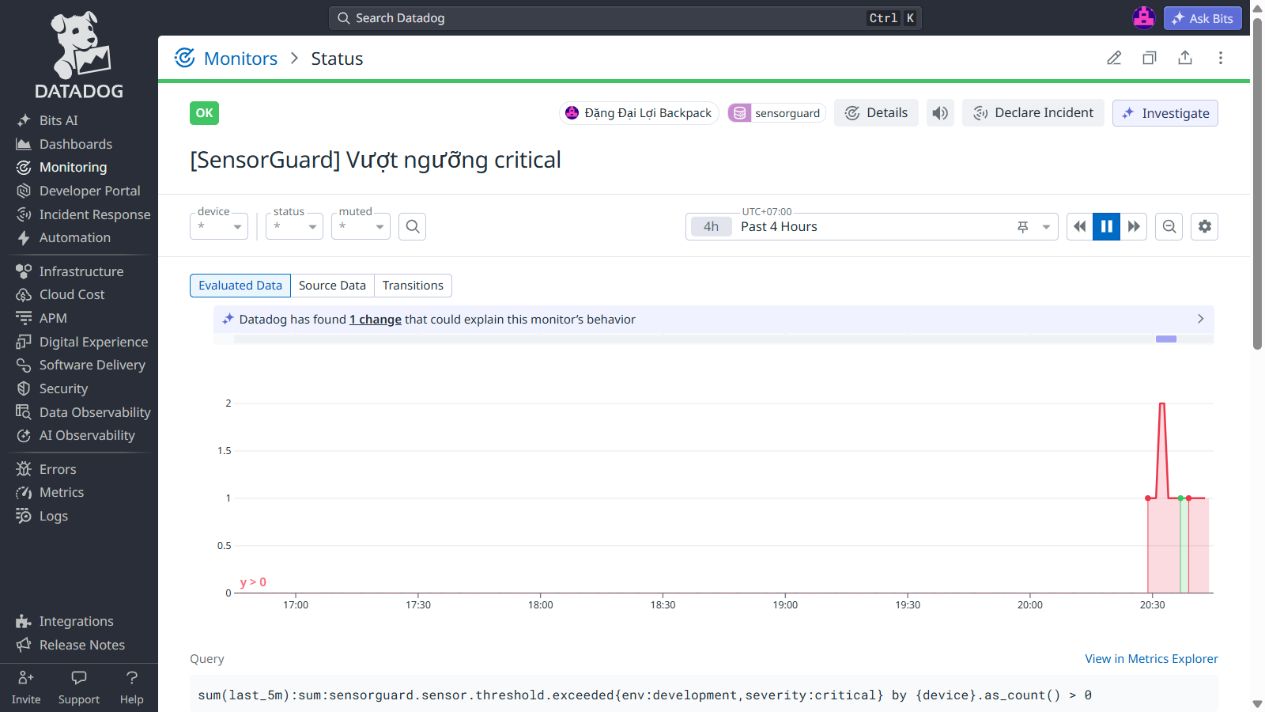 Search Datadog
Ctrl K
Ask Bits
DATADOG
Bits AI
Dashboards
Monitoring
Developer Portal
Incident Response
Automation
Infrastructure
Cloud Cost
APM
Digital Experience
Software Delivery
Security
Data Observability
AI Observability
Errors
Metrics
Logs
Integrations
Release Notes
Invite
Support
Help
Monitors > Status
OK
Đặng Đai Lợi Backpack
sensorguard
Details
Declare Incident
Investigate
[SensorGuard] Vượt ngưỡng critical
device
*
status
*
muted
*
UTC+07:00
4h
Past 4 Hours
Evaluated Data
Source Data
Transitions
Datadog has found 1 change that could explain this monitor's behavior
2
1.5
1
0.5
0
y > 0
17:00
17:30
18:00
18:30
19:00
19:30
20:00
20:30
Query
View in Metrics Explorer
sum(last_5m):sum:sensorguard.sensor.threshold.exceeded{env:development,severity:critical} by {device}.as_count() > 0